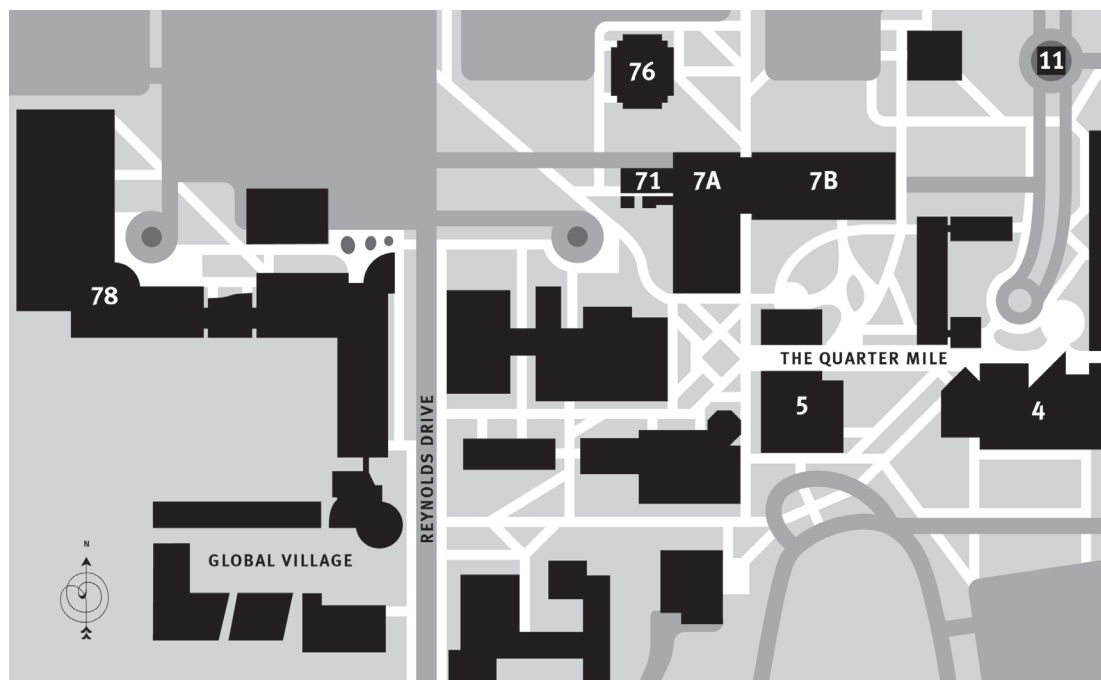 11
76
71
7A
7B
78
THE QUARTER MILE
5
4
REYNOLDS DRIVE
GLOBAL VILLAGE
N